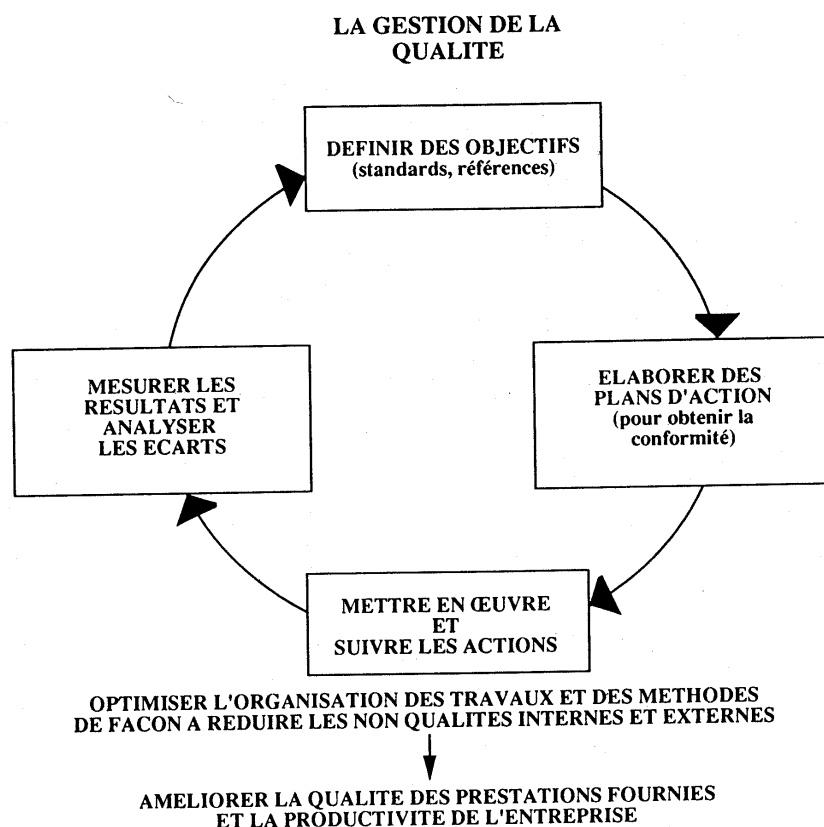 LA GESTION DE LA
QUALITE
DEFINIR DES OBJECTIFS
(standards, références)
ELABORER DES
PLANS D'ACTION
(pour obtenir la
conformité)
METTRE EN ŒUVRE
ET
SUIVRE LES ACTIONS
MESURER LES
RESULTATS ET
ANALYSER
LES ECARTS
OPTIMISER L'ORGANISATION DES TRAVAUX ET DES METHODES
DE FACON A REDUIRE LES NON QUALITES INTERNES ET EXTERNES
AMELIORER LA QUALITE DES PRESTATIONS FOURNIES
ET LA PRODUCTIVITE DE L'ENTREPRISE